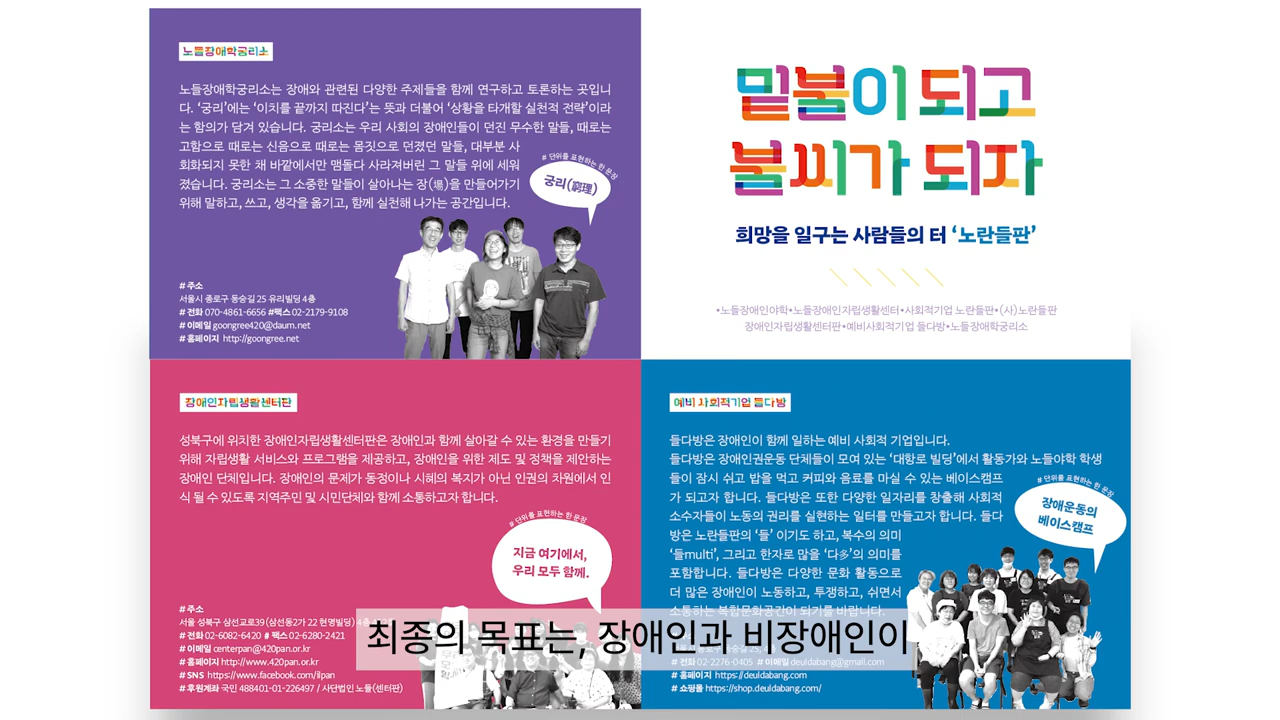 노들장애학궁리소
노들장애학궁리소는 장애와 관련된 다양한 주제들을 함께 연구하고 토론하는 곳입니
다. ‘궁리’에는 ‘이치를 끝까지 따진다’는 뜻과 더불어 ‘상황을 타개할 실천적 전략’이라
는 함의가 담겨 있습니다. 궁리소는 우리 사회의 장애인들이 던진 무수한 말들, 때로는
고함으로 때로는 신음으로 때로는 몸짓으로 던졌던 말들, 대부분 사
회화되지 못한 채 바깥에서만 맴돌다 사라져버린 그 말들 위에 세워
졌습니다. 궁리소는 그 소중한 말들이 살아나는 장(場)을 만들어가기
위해 말하고, 쓰고, 생각을 옮기고, 함께 실천해 나가는 공간입니다.
# 단위를 표현하는 한 문장
궁리(窮理)
# 주소
서울시 종로구 동숭길 25 유리빌딩 4층
# 전화 070-4861-6656 #팩스 02-2179-9108
# 이메일 goongree420@daum.net
# 홈페이지 http://goongree.net
밑불이 되고
불씨가 되자
희망을 일구는 사람들의 터 ‘노란들판’
•노들장애인야학•노들장애인자립생활센터•사회적기업 노란들판•(사)노란들판
장애인자립생활센터판•예비사회적기업 들다방•노들장애학궁리소
장애인자립생활센터판
성북구에 위치한 장애인자립생활센터판은 장애인과 함께 살아갈 수 있는 환경을 만들기
위해 자립생활 서비스와 프로그램을 제공하고, 장애인을 위한 제도 및 정책을 제안하는
장애인 단체입니다. 장애인의 문제가 동정이나 시혜의 복지가 아닌 인권의 차원에서 인
식 될 수 있도록 지역주민 및 시민단체와 함께 소통하고자 합니다.
# 단위를 표현하는 한 문장
지금 여기에서,
우리 모두 함께.
# 주소
서울 성북구 삼선교로39 (삼선동2가 22 현명빌딩)
# 전화 02-6082-6420 # 팩스 02-6280-2421
# 이메일 centerpan@420pan.or.kr
# 홈페이지 http://www.420pan.or.kr
# SNS https://www.facebook.com/ilpan
# 후원계좌 국민 488401-01-226497 / 사단법인 노들(센터판)
예비 사회적기업 들다방
들다방은 장애인이 함께 일하는 예비 사회적 기업입니다.
들다방은 장애인권운동 단체들이 모여 있는 ‘대항로 빌딩’에서 활동가와 노들야학 학생
들이 잠시 쉬고 밥을 먹고 커피와 음료를 마실 수 있는 베이스캠프
가 되고자 합니다. 들다방은 또한 다양한 일자리를 창출해 사회적
소수자들이 노동의 권리를 실현하는 일터를 만들고자 합니다. 들다
방은 노란들판의 ‘들’ 이기도 하고, 복수의 의미
‘들multi’, 그리고 한자로 많을 ‘다多’의 의미를
포함합니다. 들다방은 다양한 문화 활동으로
더 많은 장애인이 노동하고, 투쟁하고, 쉬면서
소통하는 복합문화공간이 되기를 바랍니다.
# 단위를 표현하는 한 문장
장애운동의
베이스캠프
# 전화 02-2276-0405 # 이메일 deuldabang@gmail.com
# 홈페이지 https://deuldabang.com
# 쇼핑몰 https://shop.deuldabang.com/
최종의 목표는, 장애인과 비장애인이